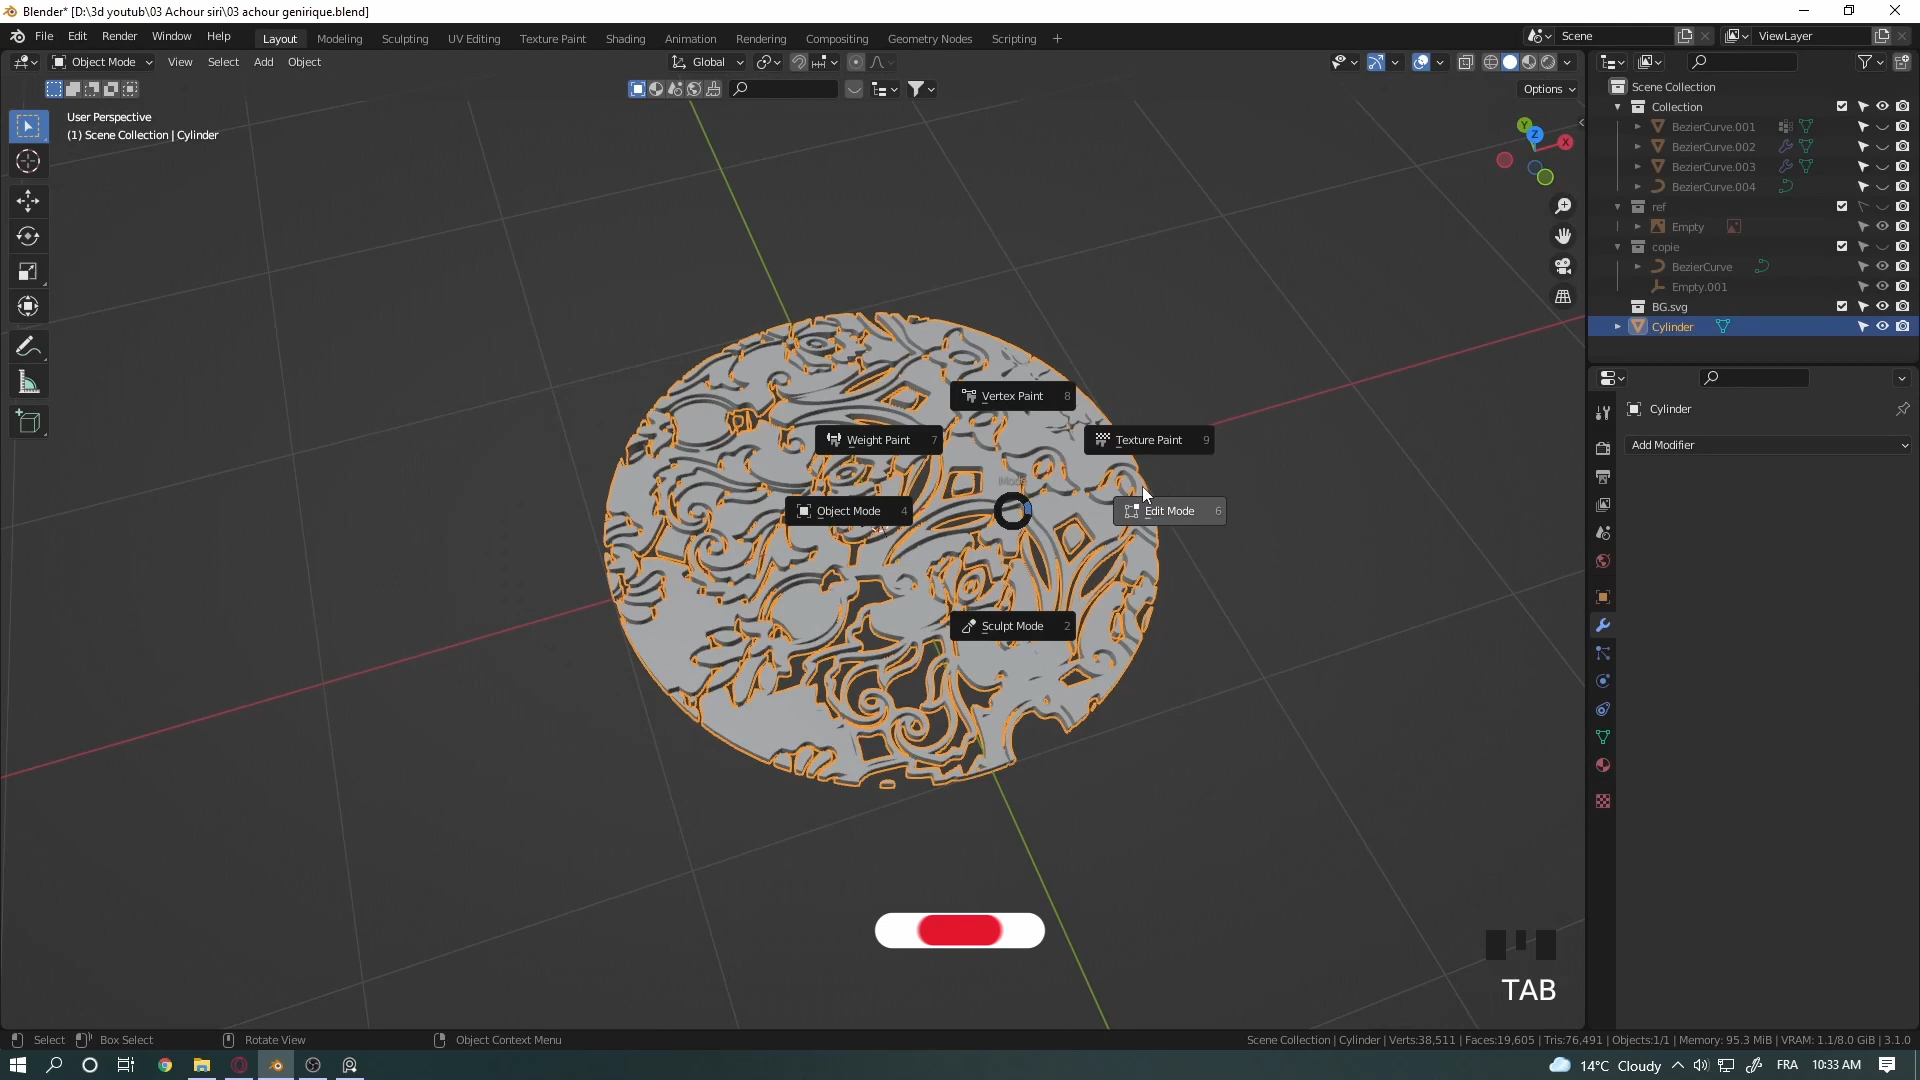 Blender* [D:\3d youtub\03 Achour siri\03 achour genirique.blend]
File Edit Render Window Help Layout Modeling Sculpting UV Editing Texture Paint Shading Animation Rendering Compositing Geometry Nodes Scripting + Scene ViewLayer
Object Mode View Select Add Object Global
Options
User Perspective
(1) Scene Collection | Cylinder
Y
Z
X
Scene Collection
Collection
BezierCurve.001
BezierCurve.002
BezierCurve.003
BezierCurve.004
ref
Empty
copie
BezierCurve
Empty.001
BG.svg
Cylinder
Cylinder
Add Modifier
Vertex Paint 8
Weight Paint 7
Texture Paint 9
Mode
Object Mode 4
Edit Mode 6
Sculpt Mode 2
TAB
Select Box Select Rotate View Object Context Menu
Scene Collection | Cylinder | Verts:38,511 | Faces:19,605 | Tris:76,491 | Objects:1/1 | Memory: 95.3 MiB | VRAM: 1.1/8.0 GiB | 3.1.0
14°C Cloudy FRA 10:33 AM